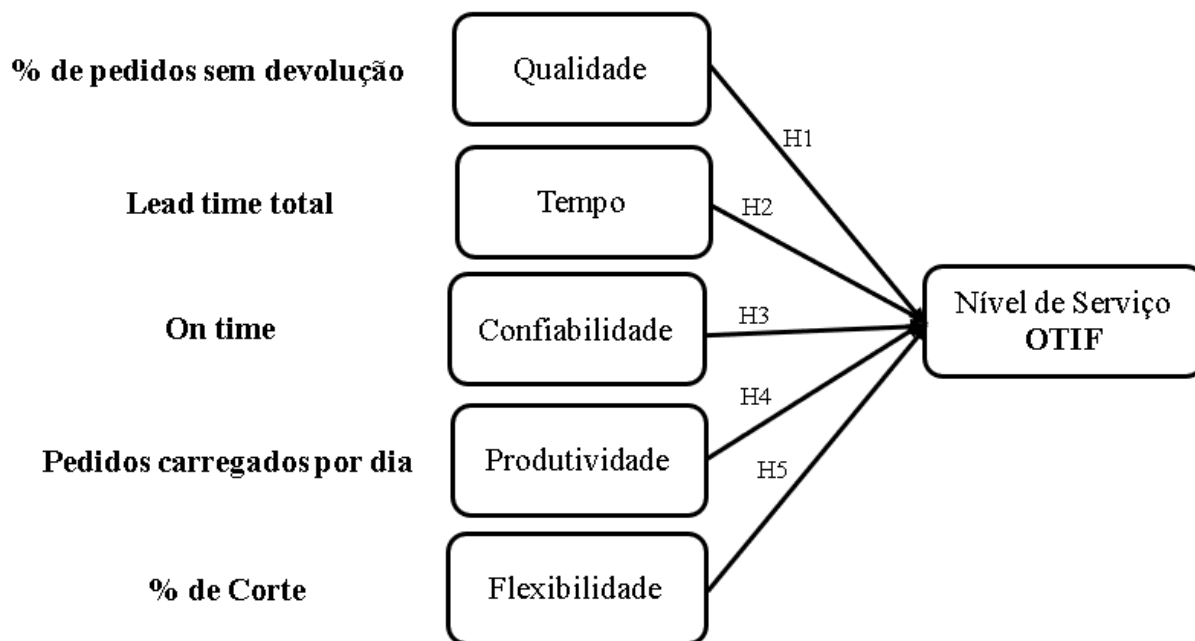 % de pedidos sem devolução
Qualidade
H1
Lead time total
Tempo
H2
On time
Confiabilidade
H3
Nível de Serviço
OTIF
Pedidos carregados por dia
Produtividade
H4
% de Corte
Flexibilidade
H5